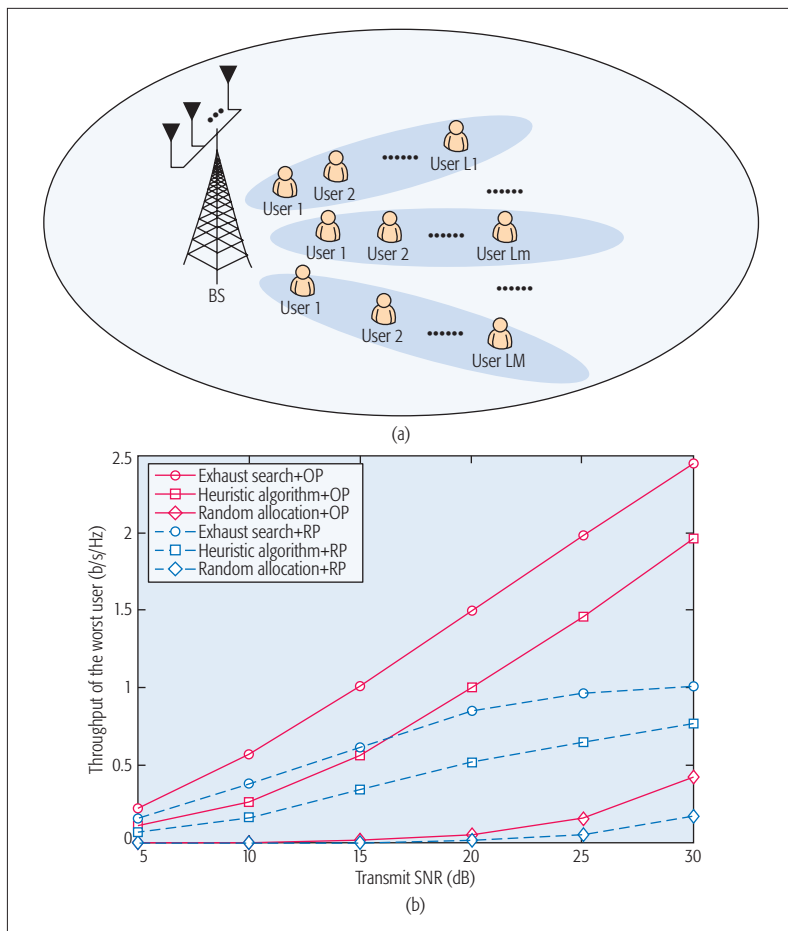 User L1
User 2
User 1
User 1
User 2
User Lm
BS
User 1
User 2
User LM
(a)
2.5
2
1.5
1
0.5
0
Throughput of the worst user (b/s/Hz)
Exhaust search+OP
Heuristic algorithm+OP
Random allocation+OP
Exhaust search+RP
Heuristic algorithm+RP
Random allocation+RP
5
10
15
20
25
30
Transmit SNR (dB)
(b)